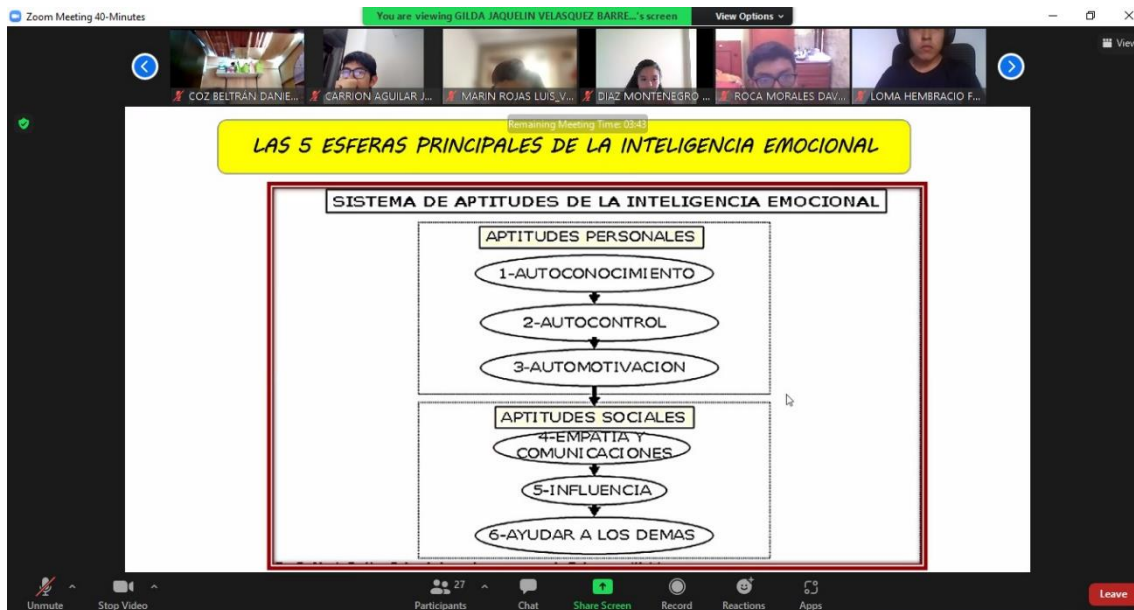 Zoom Meeting 40-Minutes
You are viewing GILDA JAQUELIN VELASQUEZ BARRE...'s screen
View Options
View
COZ BELTRAN DANIE...
CARRION AGUILAR J...
MARIN ROJAS LUIS_V...
DIAZ MONTENEGRO ...
ROCA MORALES DAV...
LOMA HEMBRACIO F...
Remaining Meeting Time: 03:43
LAS 5 ESFERAS PRINCIPALES DE LA INTELIGENCIA EMOCIONAL
SISTEMA DE APTITUDES DE LA INTELIGENCIA EMOCIONAL
APTITUDES PERSONALES
1-AUTOCONOCIMIENTO
2-AUTOCONTROL
3-AUTOMOTIVACION
APTITUDES SOCIALES
4-EMPATIA Y
COMUNICACIONES
5-INFLUENCIA
6-AYUDAR A LOS DEMAS
Unmute
Stop Video
27
Participants
Chat
Share Screen
Record
Reactions
Apps
Leave